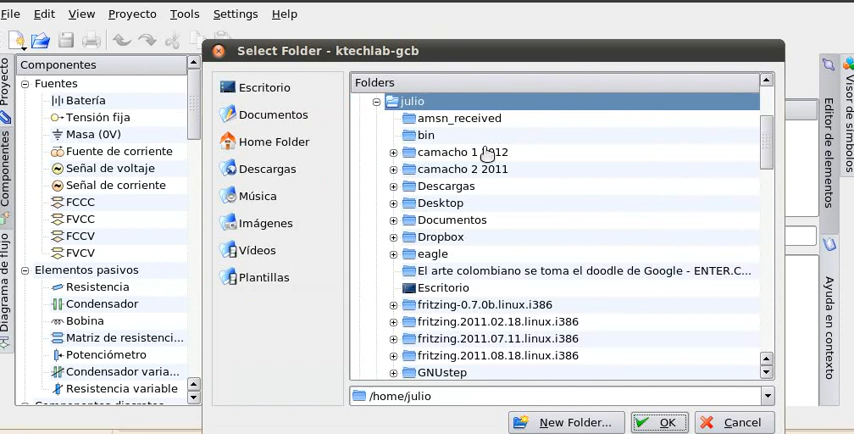 File Edit View Proyecto Tools Settings Help
Select Folder - ktechlab-gcb
Proyecto
Componentes
Diagrama de flujo
Componentes
Fuentes
Batería
Tensión fija
Masa (0V)
Fuente de corriente
Señal de voltaje
Señal de corriente
FCCC
FVCC
FCCV
FVCV
Elementos pasivos
Resistencia
Condensador
Bobina
Matriz de resistenci...
Potenciómetro
Condensador varia...
Resistencia variable
Escritorio
Documentos
Home Folder
Descargas
Música
Imágenes
Vídeos
Plantillas
Folders
julio
amsn_received
bin
camacho 1 2012
camacho 2 2011
Descargas
Desktop
Documentos
Dropbox
eagle
El arte colombiano se toma el doodle de Google - ENTER.C...
Escritorio
fritzing-0.7.0b.linux.i386
fritzing.2011.02.18.linux.i386
fritzing.2011.07.11.linux.i386
fritzing.2011.08.18.linux.i386
GNUstep
/home/julio
New Folder... OK Cancel
Editor de elementos
Ayuda en contexto
Visor de símbolos